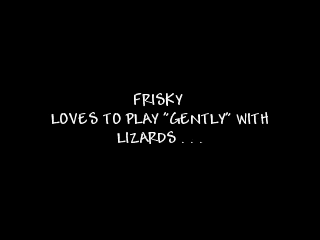 FRISKY
LOVES TO PLAY "GENTLY" WITH
LIZARDS . . .